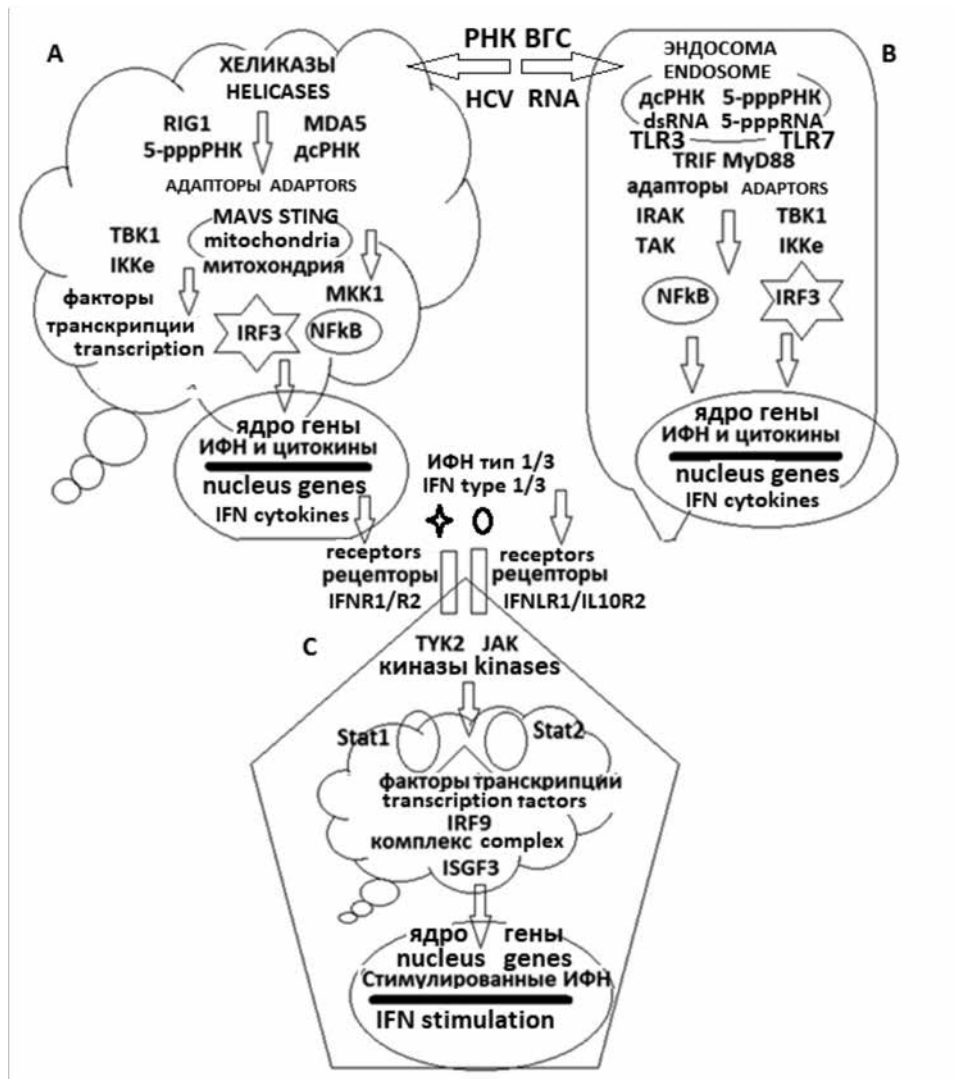 A
РНК ВГС
HCV RNA
B
ХЕЛИКАЗЫ
HELICASES
RIG1 MDA5
5-pppРНК дсРНК
АДАПТОРЫ ADAPTORS
MAVS STING
mitochondria
митохондрия
TBK1
IKKe
MKK1
факторы
транскрипции
transcription
IRF3
NFkB
ядро гены
ИФН и цитокины
nucleus genes
IFN cytokines
ЭНДОСОМА
ENDOSOME
дсРНК 5-pppРНК
dsRNA 5-pppRNA
TLR3 TLR7
TRIF MyD88
адапторы ADAPTORS
IRAK TBK1
TAK IKKe
NFkB IRF3
ядро гены
ИФН и цитокины
nucleus genes
IFN cytokines
ИФН тип 1/3
IFN type 1/3
receptors
рецепторы
IFNR1/R2
receptors
рецепторы
IFNLR1/IL10R2
C
TYK2 JAK
киназы kinases
Stat1 Stat2
факторы транскрипции
transcription tactors
IRF9
комплекс complex
ISGF3
ядро гены
nucleus genes
Стимулированные ИФН
IFN stimulation